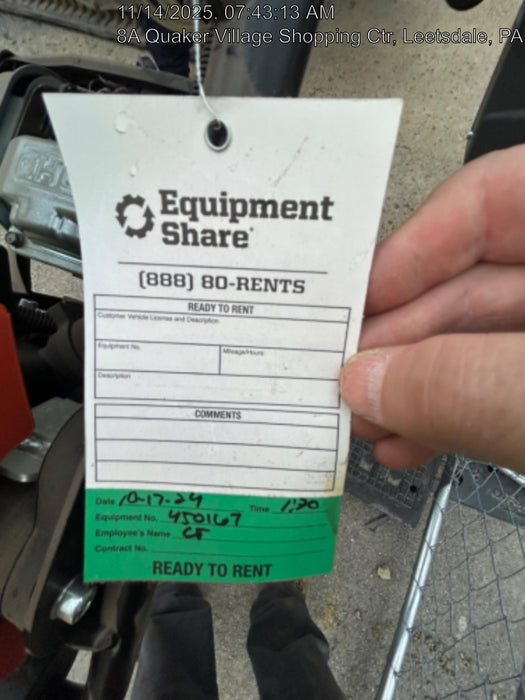 11/14/2025, 07:43:13 AM
8A Quaker Village Shopping Ctr, Leetsdale, PA
Equipment
Share
(888) 80-RENTS
READY TO RENT
Customer Vehicle License and Description
Equipment No.
Mileage/Hours
Description
COMMENTS
Date 10-17-24 Time 1:20
Equipment No. 450167
Employee's Name CF
Contract No.
READY TO RENT